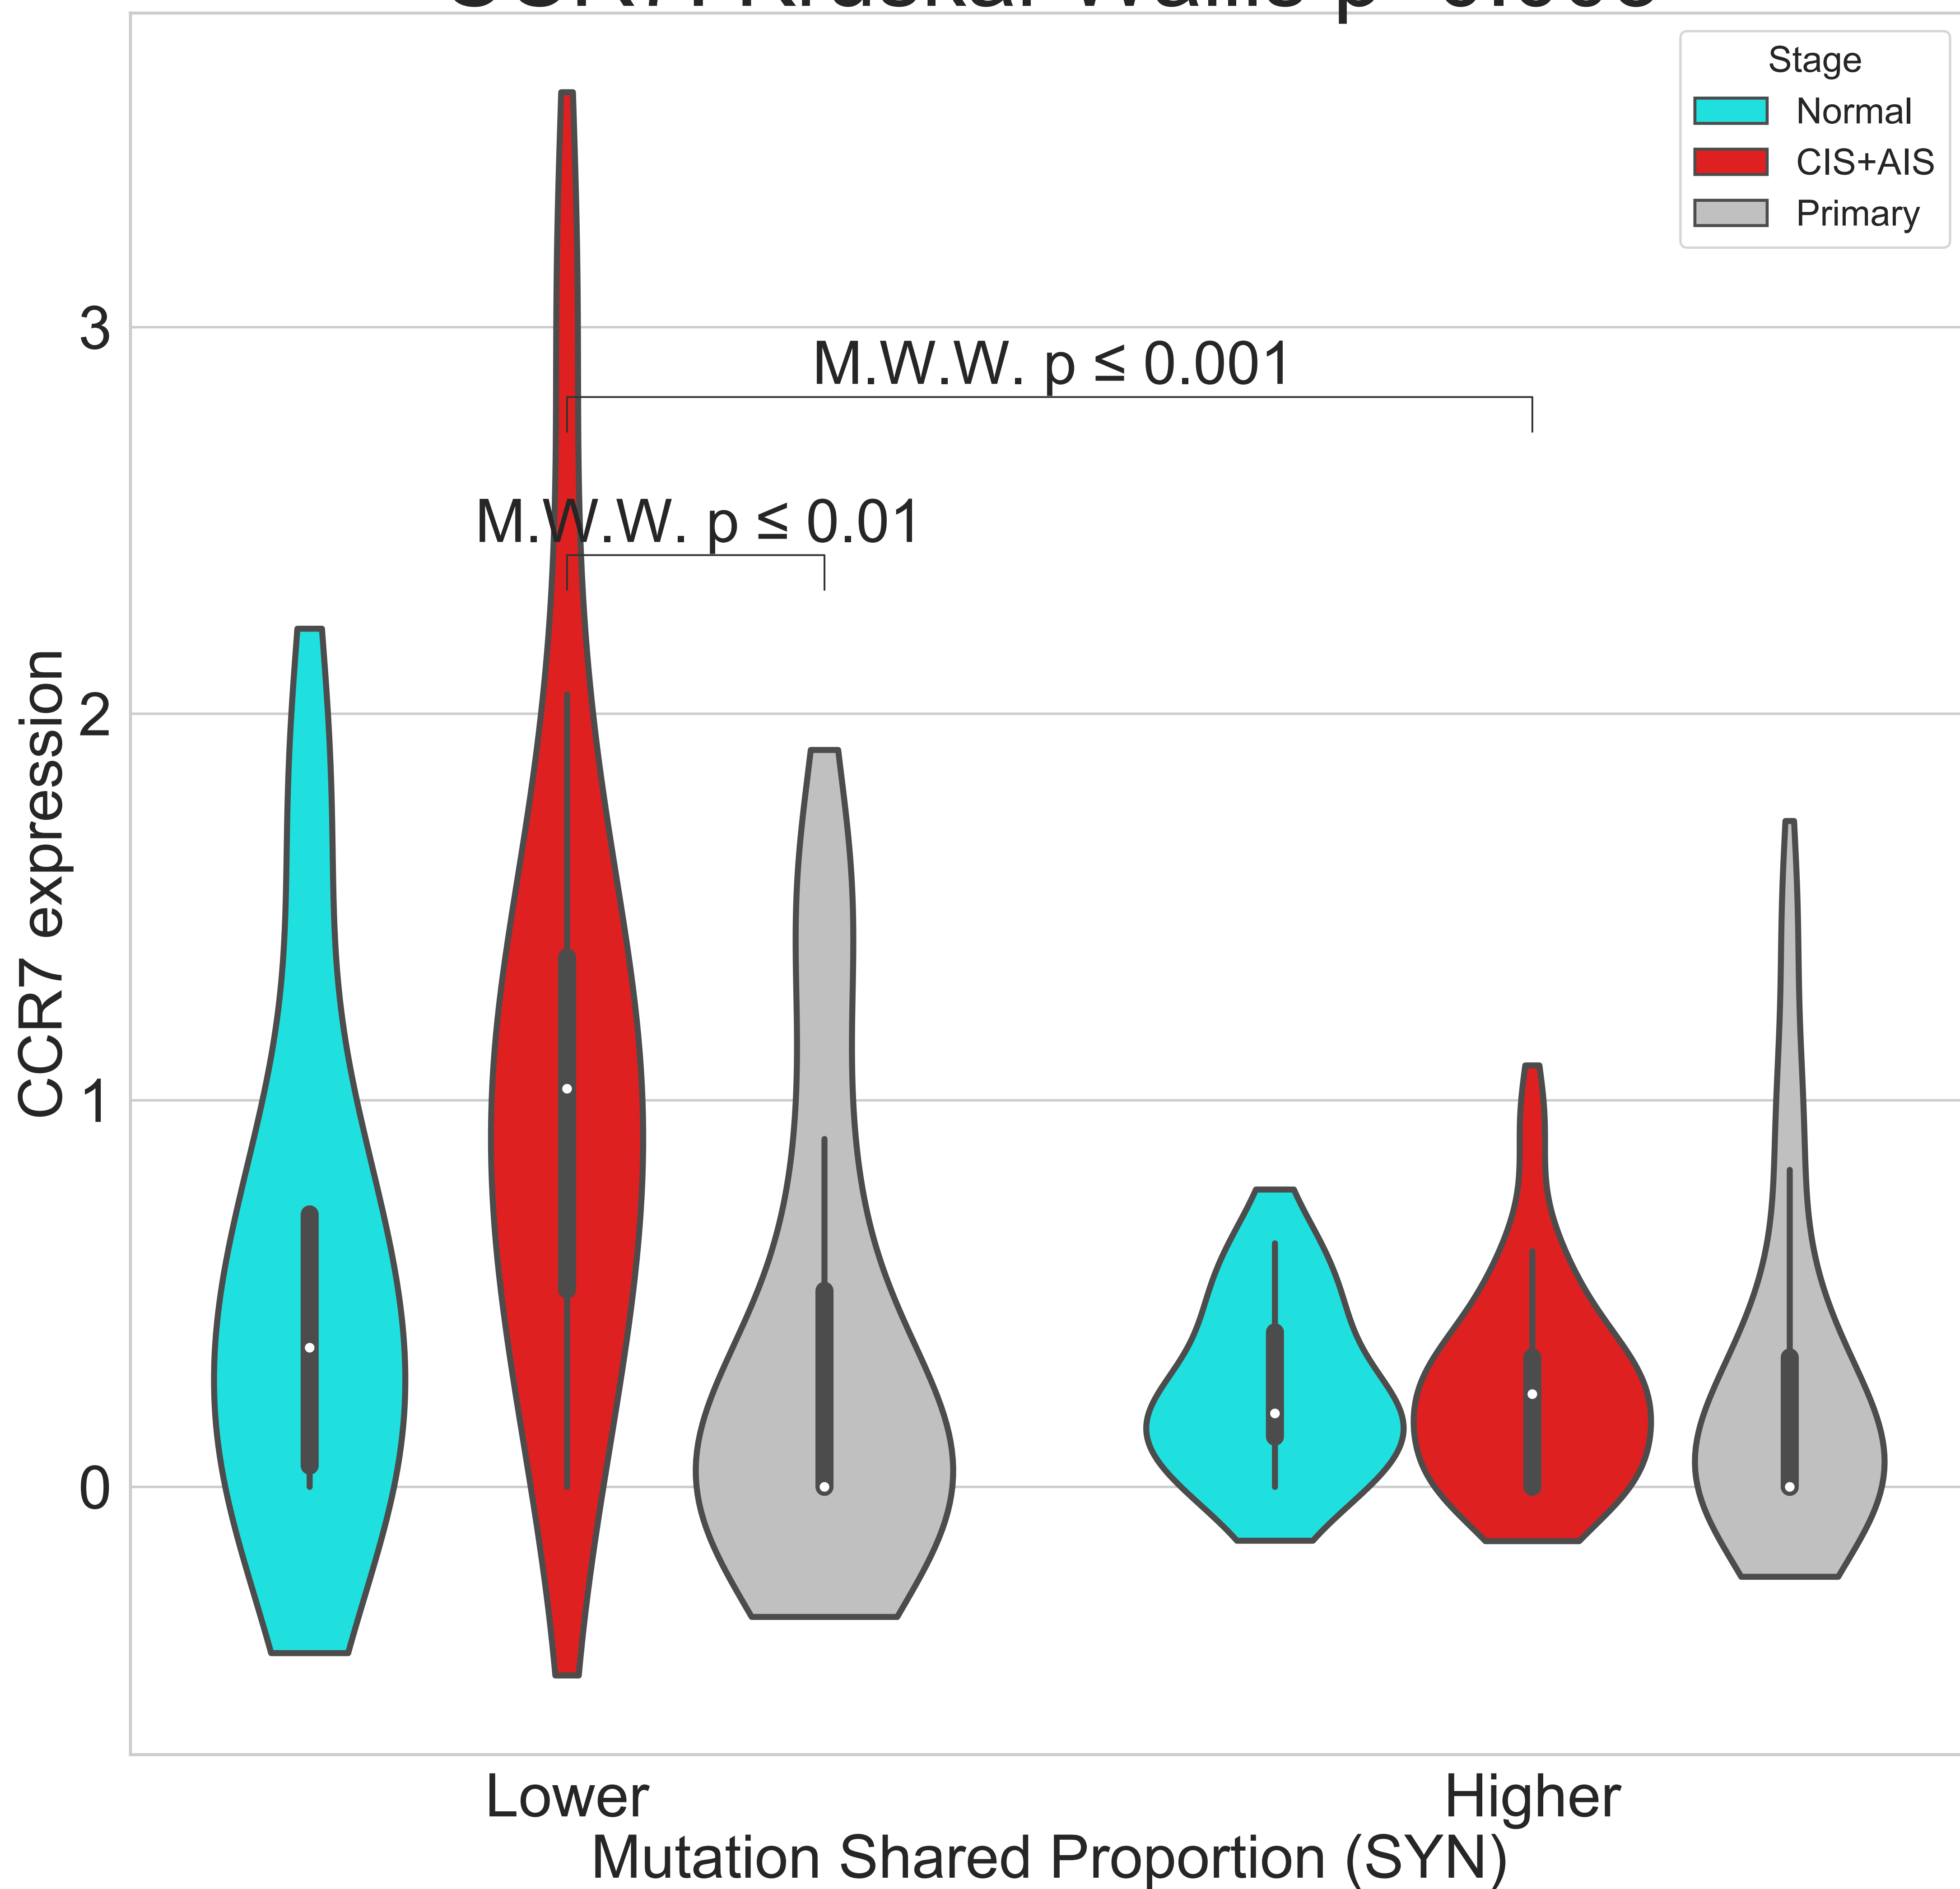 Stage
Normal
CIS+AIS
Primary
3
M.W.W. p ≤ 0.001
M.W.W. p ≤ 0.01
2
CCR7 expression
1
0
Lower
Higher
Mutation Shared Proportion (SYN)